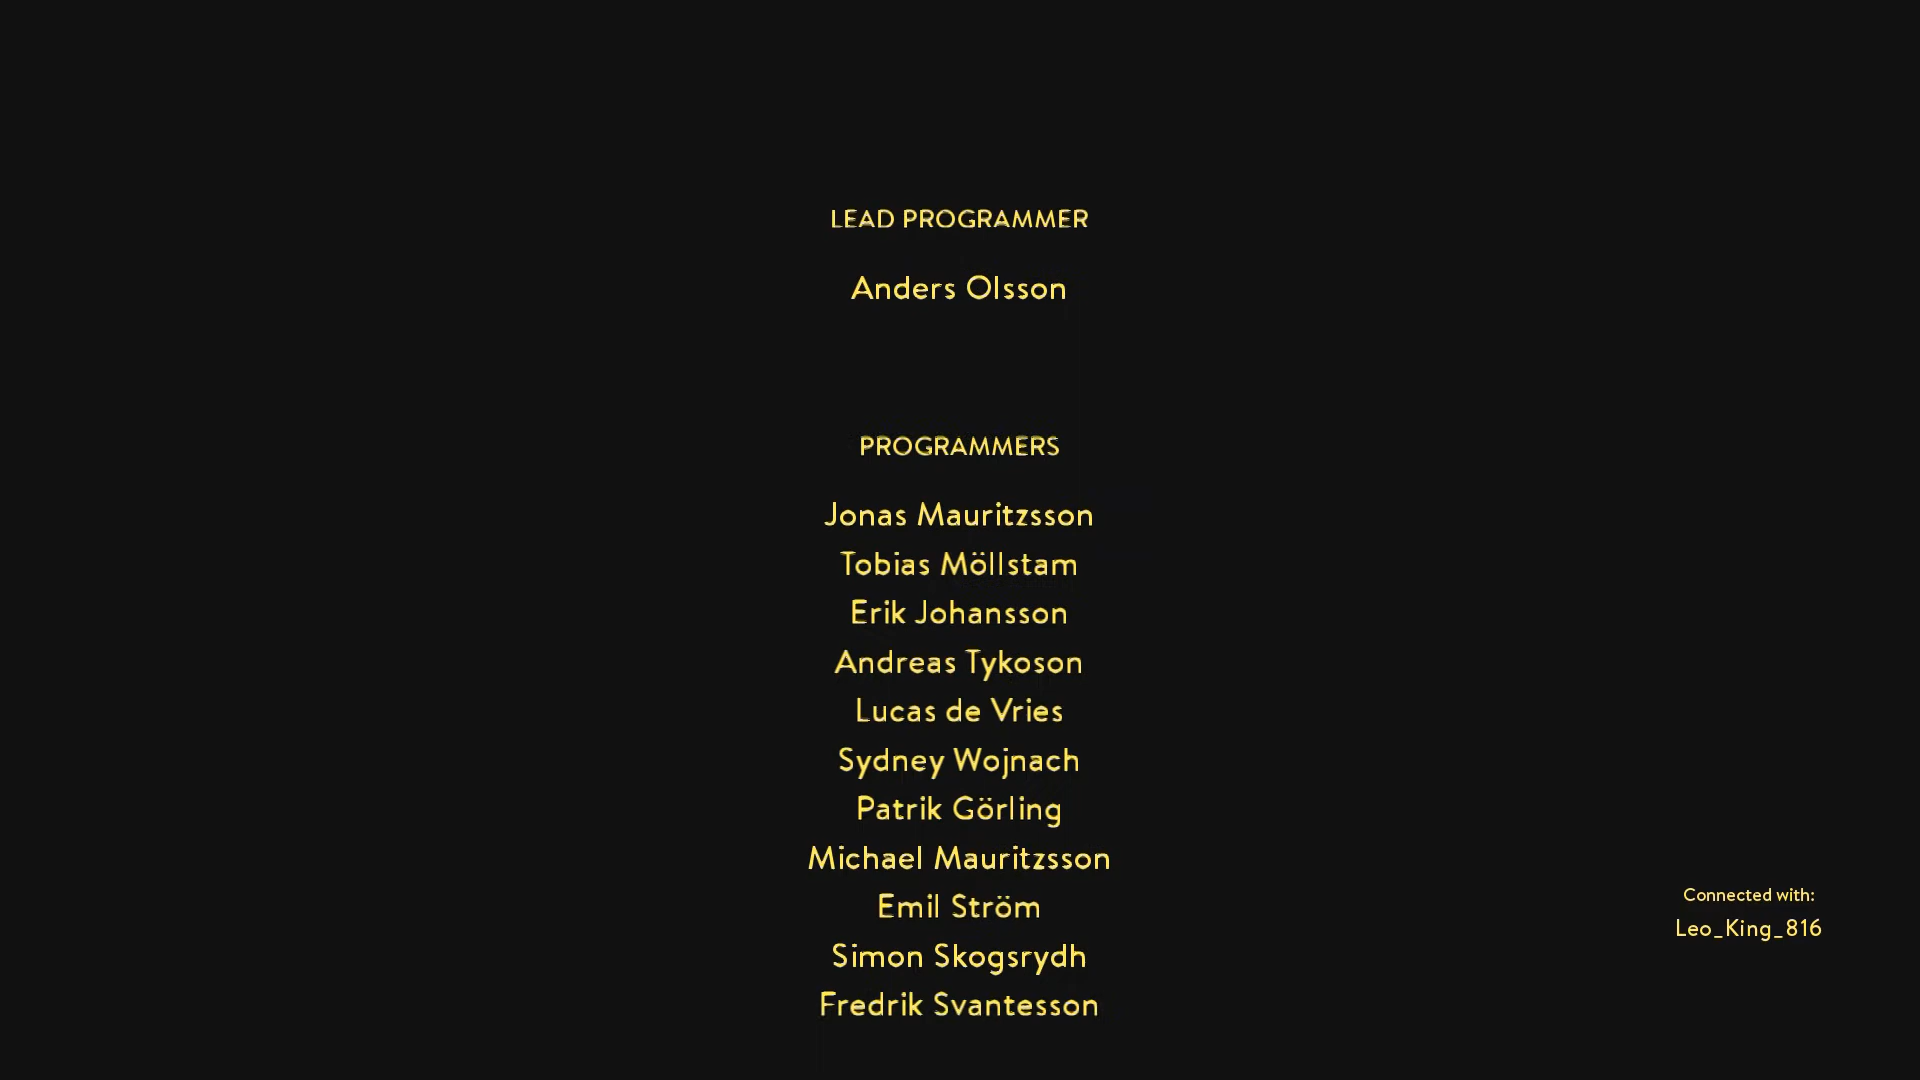 LEAD PROGRAMMER
Anders Olsson
PROGRAMMERS
Jonas Mauritzsson
Tobias Möllstam
Erik Johansson
Andreas Tykoson
Lucas de Vries
Sydney Wojnach
Patrik Görling
Michael Mauritzsson
Emil Ström
Simon Skogsrydh
Fredrik Svantesson
Connected with:
Leo_King_816